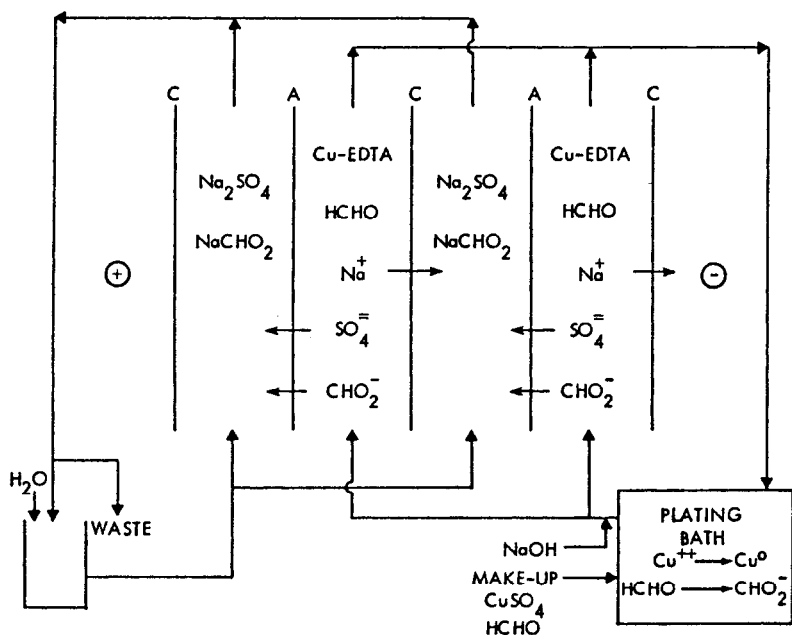 C A C A C
Cu-EDTA Cu-EDTA
Na₂SO₄ Na₂SO₄
HCHO HCHO
NaCHO₂ NaCHO₂
+ Na⁺ Na⁺ −
SO₄⁼ SO₄⁼
CHO₂⁻ CHO₂⁻
H₂O
WASTE
PLATING
BATH
NaOH
Cu⁺⁺ → Cu⁰
MAKE-UP
HCHO → CHO₂⁻
CuSO₄
HCHO